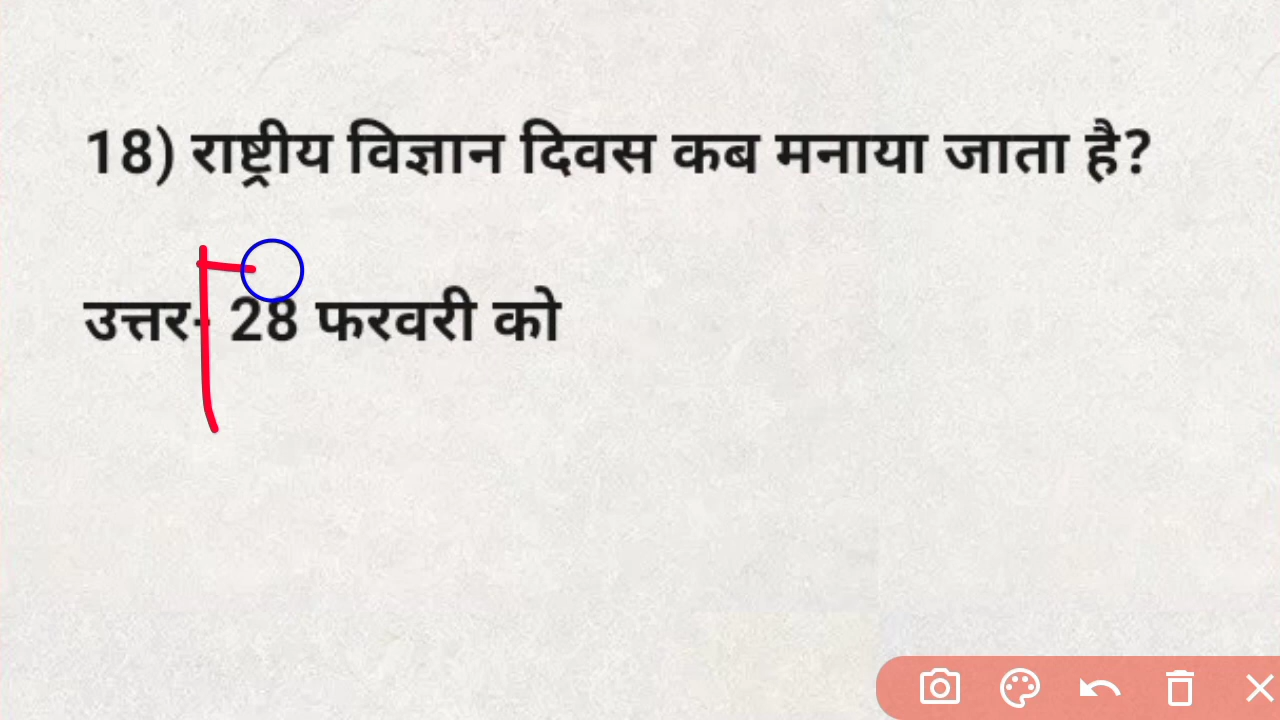 18) राष्ट्रीय विज्ञान दिवस कब मनाया जाता है?
उत्तर- 28 फरवरी को